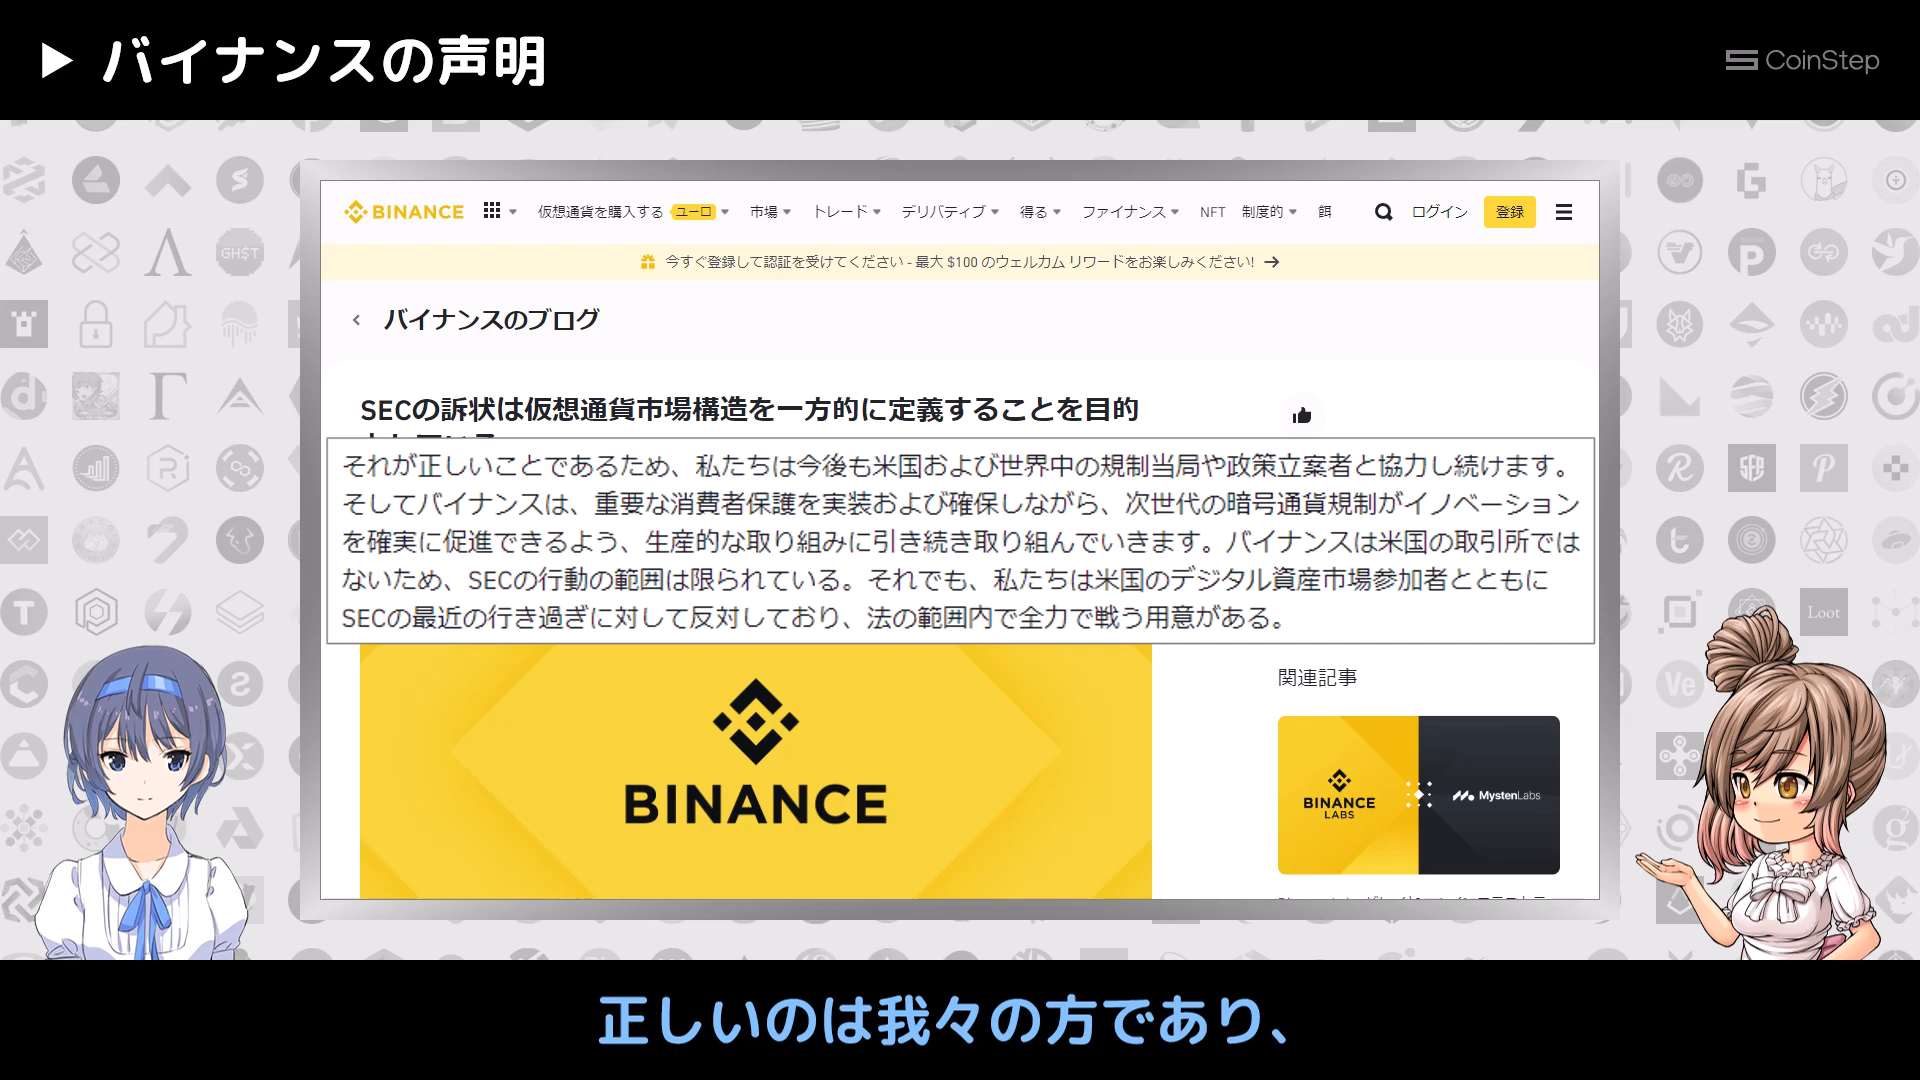 バイナンスの声明
CoinStep
BINANCE 仮想通貨を購入する ユーロ 市場 トレード デリバティブ 得る ファイナンス NFT 制度的 餌 ログイン 登録
今すぐ登録して認証を受けてください - 最大 $100 のウェルカム リワードをお楽しみください!
バイナンスのブログ
SECの訴状は仮想通貨市場構造を一方的に定義することを目的
それが正しいことであるため、私たちは今後も米国および世界中の規制当局や政策立案者と協力し続けます。
そしてバイナンスは、重要な消費者保護を実装および確保しながら、次世代の暗号通貨規制がイノベーション
を確実に促進できるよう、生産的な取り組みに引き続き取り組んでいきます。バイナンスは米国の取引所では
ないため、SECの行動の範囲は限られている。それでも、私たちは米国のデジタル資産市場参加者とともに
SECの最近の行き過ぎに対して反対しており、法の範囲内で全力で戦う用意がある。
BINANCE
関連記事
BINANCE
LABS
MystenLabs
GH$T
Loot
正しいのは我々の方であり、